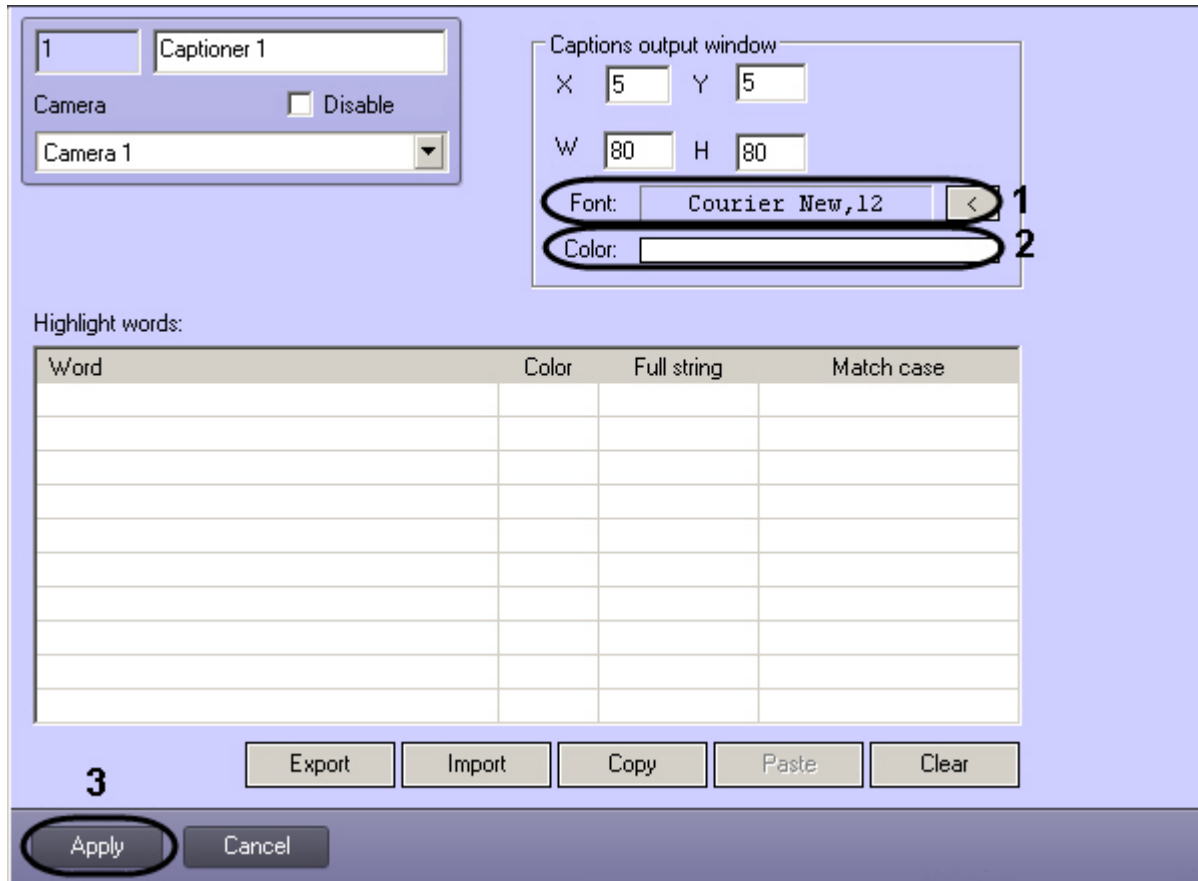 1 Captioner 1
Camera Disable
Camera 1
Captions output window
X 5 Y 5
W 80 H 80
Font: Courier New,12 < 1
Color: 2
Highlight words:
Word Color Full string Match case
Export Import Copy Paste Clear
3
Apply Cancel